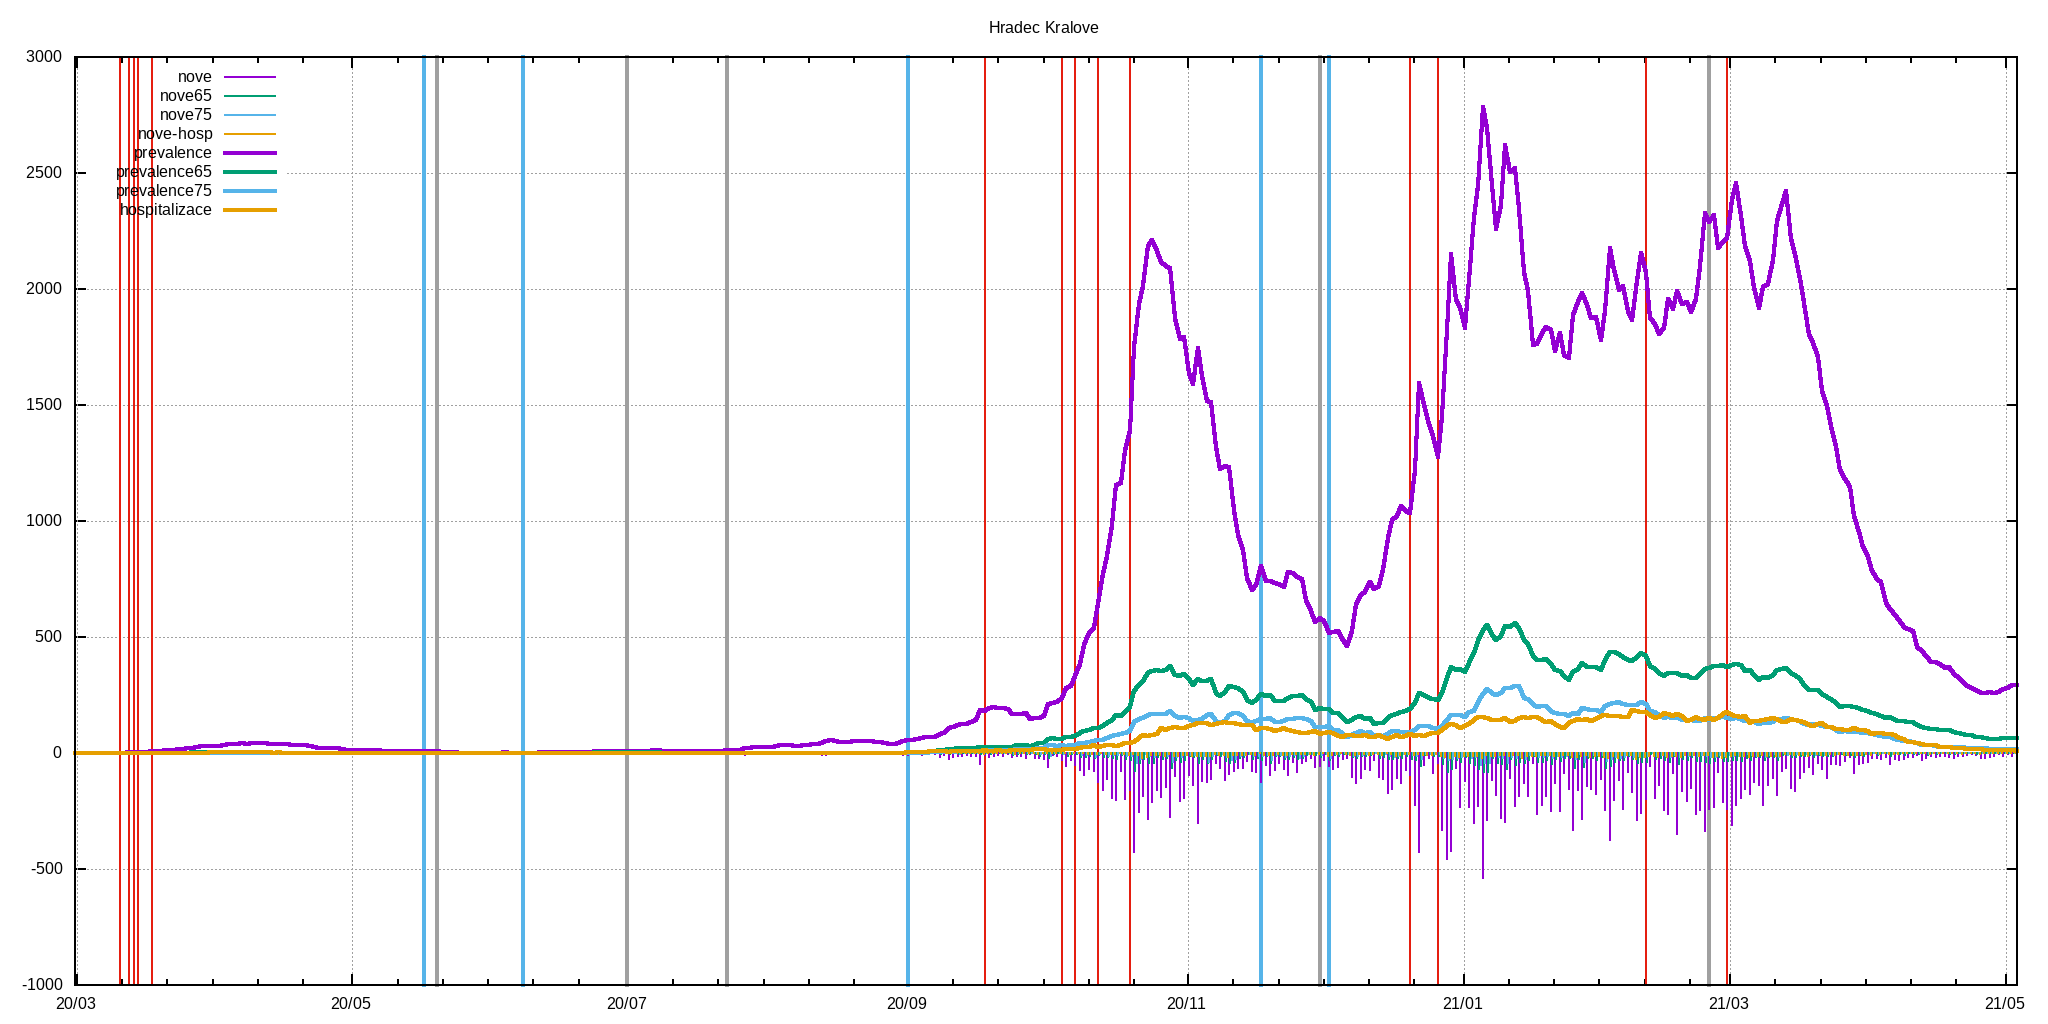 Hradec Kralove
3000
2500
2000
1500
1000
500
0
-500
-1000
nove
nove65
nove75
nove-hosp
prevalence
prevalence65
prevalence75
hospitalizace
20/03 20/05 20/07 20/09 20/11 21/01 21/03 21/05